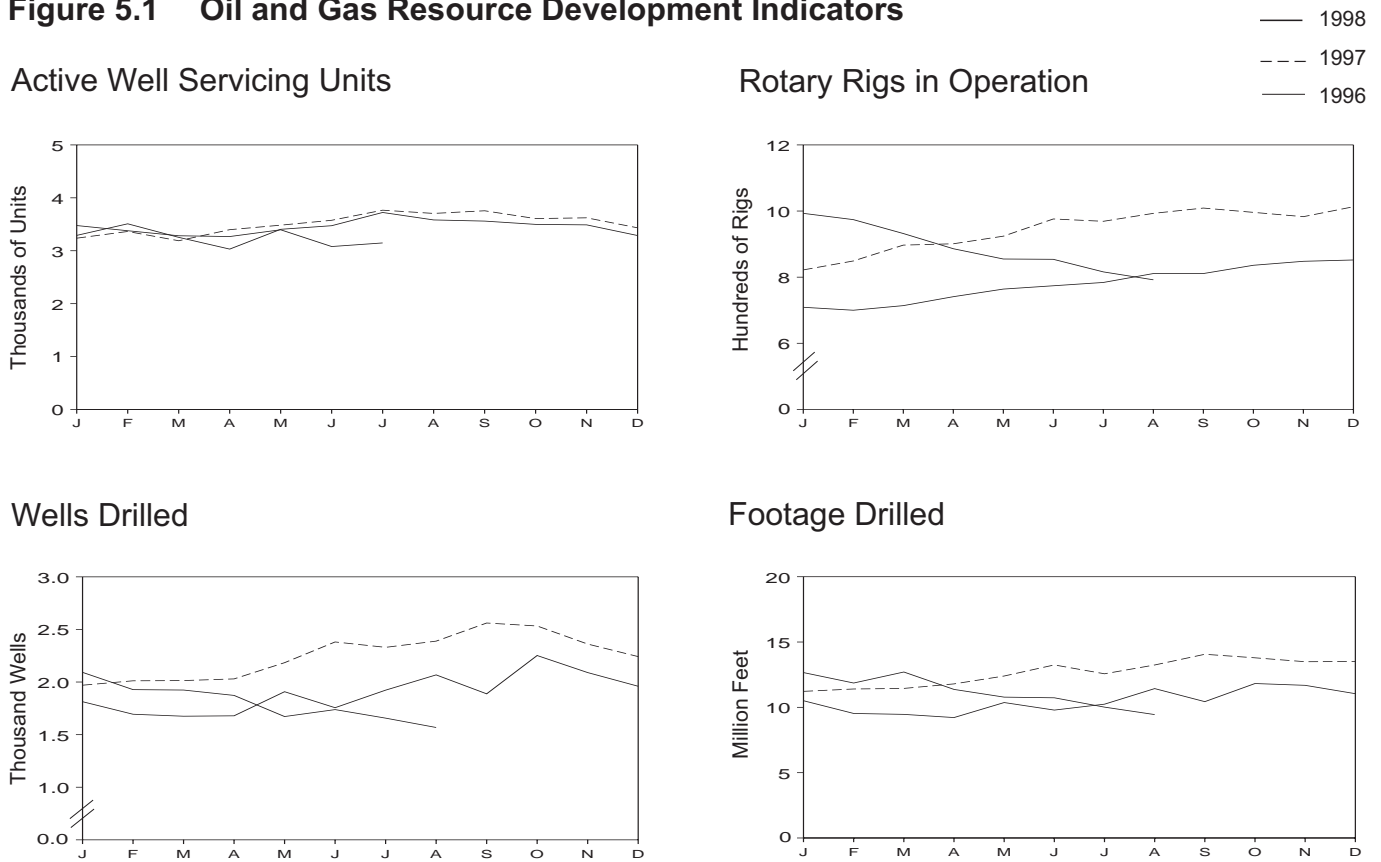 Figure 5.1 Oil and Gas Resource Development Indicators
1998
1997
1996
Active Well Servicing Units
Thousands of Units
5
4
3
2
1
0
J F M A M J J A S O N D
Rotary Rigs in Operation
Hundreds of Rigs
12
10
8
6
0
J F M A M J J A S O N D
Wells Drilled
Thousand Wells
3.0
2.5
2.0
1.5
1.0
0.0
J F M A M J J A S O N D
Footage Drilled
Million Feet
20
15
10
5
0
J F M A M J J A S O N D